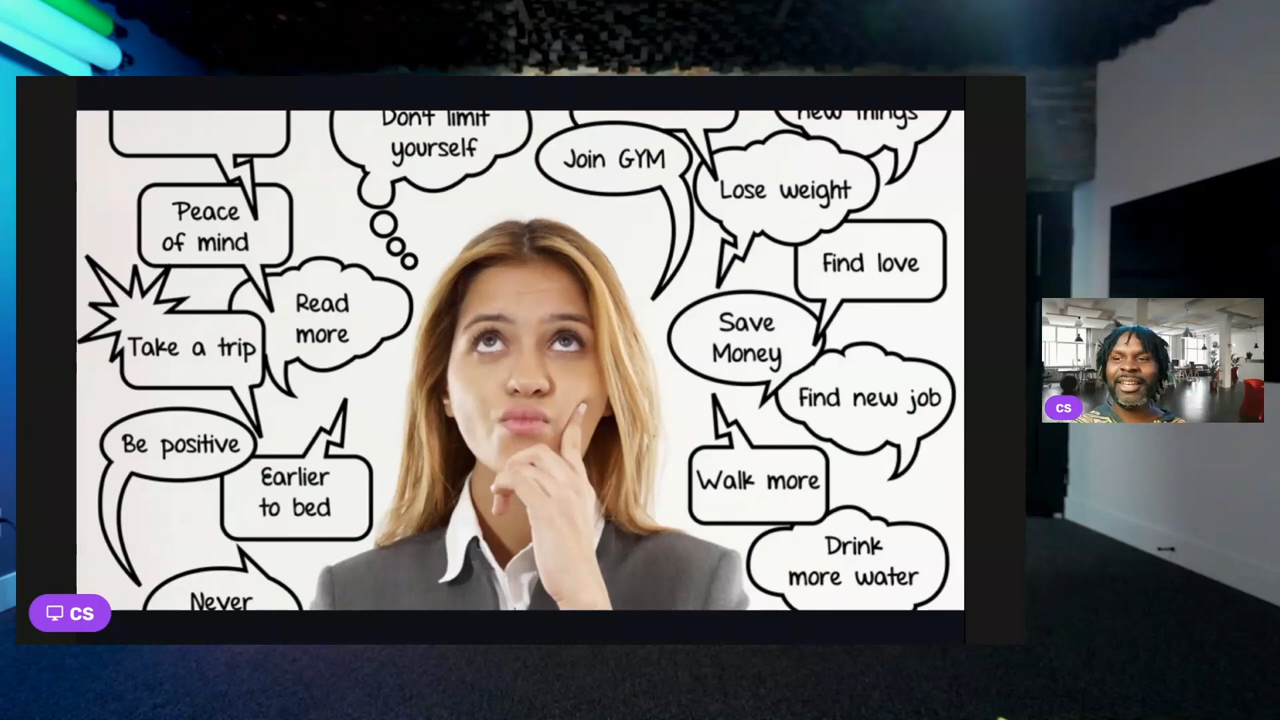 Don't limit
yourself
Join GYM
new things
Lose weight
Peace
of mind
Find love
Read
more
Save
Money
Take a trip
Find new job
Be positive
Earlier
to bed
Walk more
Drink
more water
Never
CS
CS